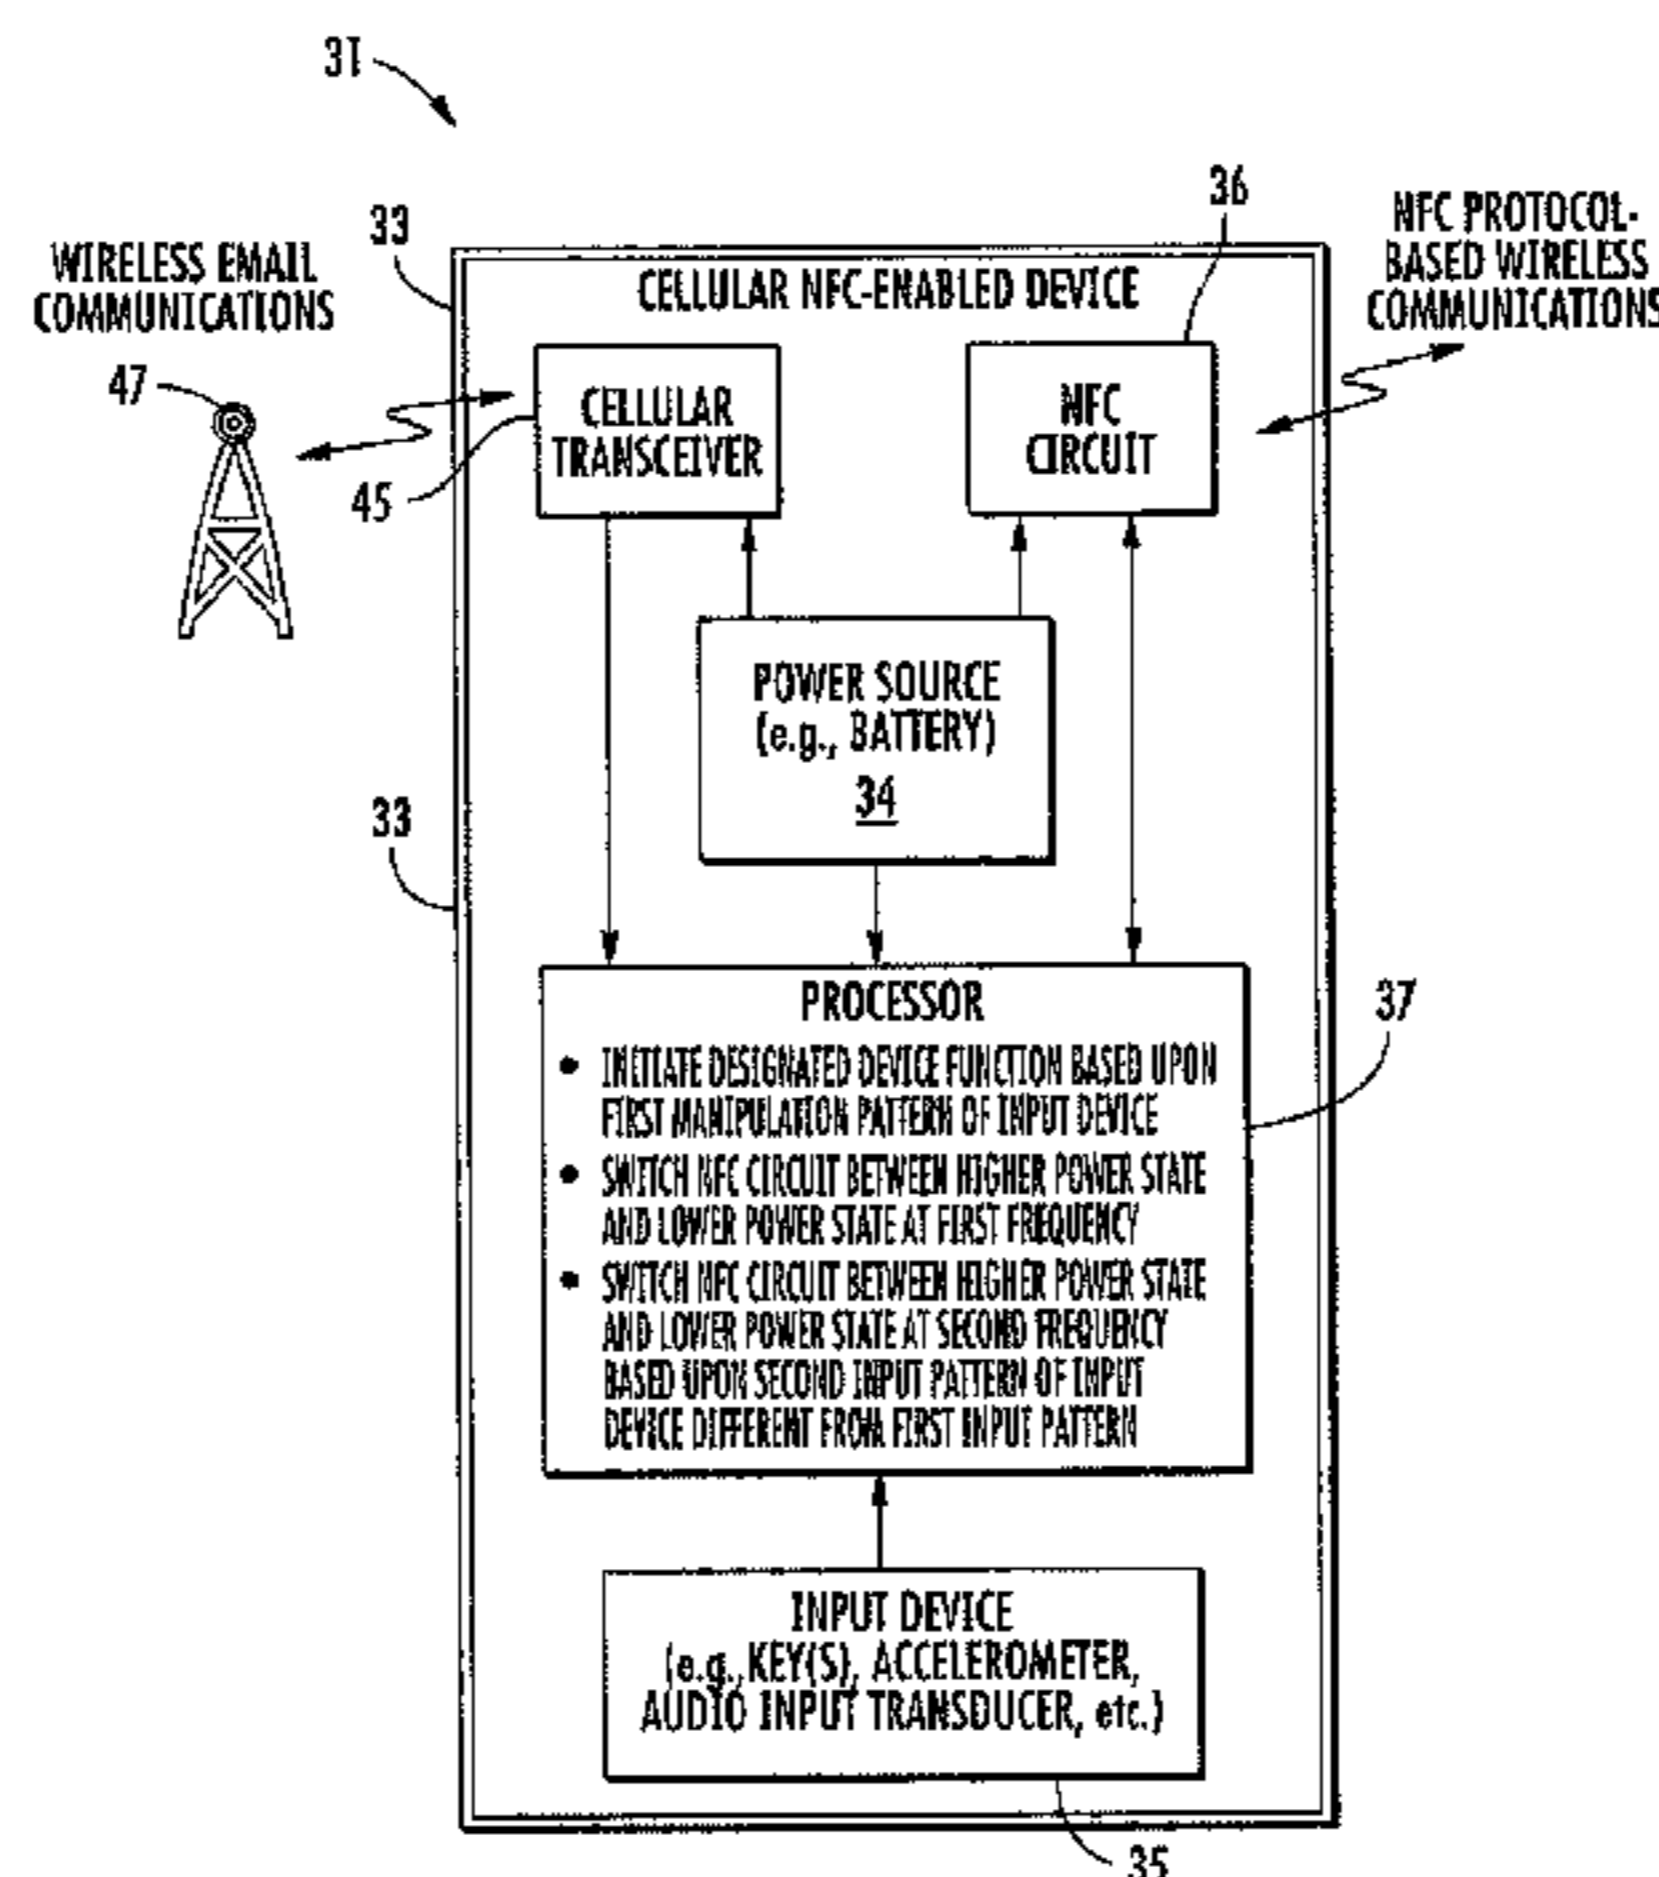 31
36
33
NFC PROTOCOL-
BASED WIRELESS
COMMUNICATIONS
WIRELESS EMAIL
COMMUNICATIONS
CELLULAR NFC-ENABLED DEVICE
47
CELLULAR
TRANSCEIVER
NFC
CIRCUIT
45
POWER SOURCE
(e.g., BATTERY)
34
33
PROCESSOR
37
• INITIATE DESIGNATED DEVICE FUNCTION BASED UPON
FIRST MANIPULATION PATTERN OF INPUT DEVICE
• SWITCH NFC CIRCUIT BETWEEN HIGHER POWER STATE
AND LOWER POWER STATE AT FIRST FREQUENCY
• SWITCH NFC CIRCUIT BETWEEN HIGHER POWER STATE
AND LOWER POWER STATE AT SECOND FREQUENCY
BASED UPON SECOND INPUT PATTERN OF INPUT
DEVICE DIFFERENT FROM FIRST INPUT PATTERN
INPUT DEVICE
(e.g.,KEY(S), ACCELEROMETER,
AUDIO INPUT TRANSDUCER, etc.)
35